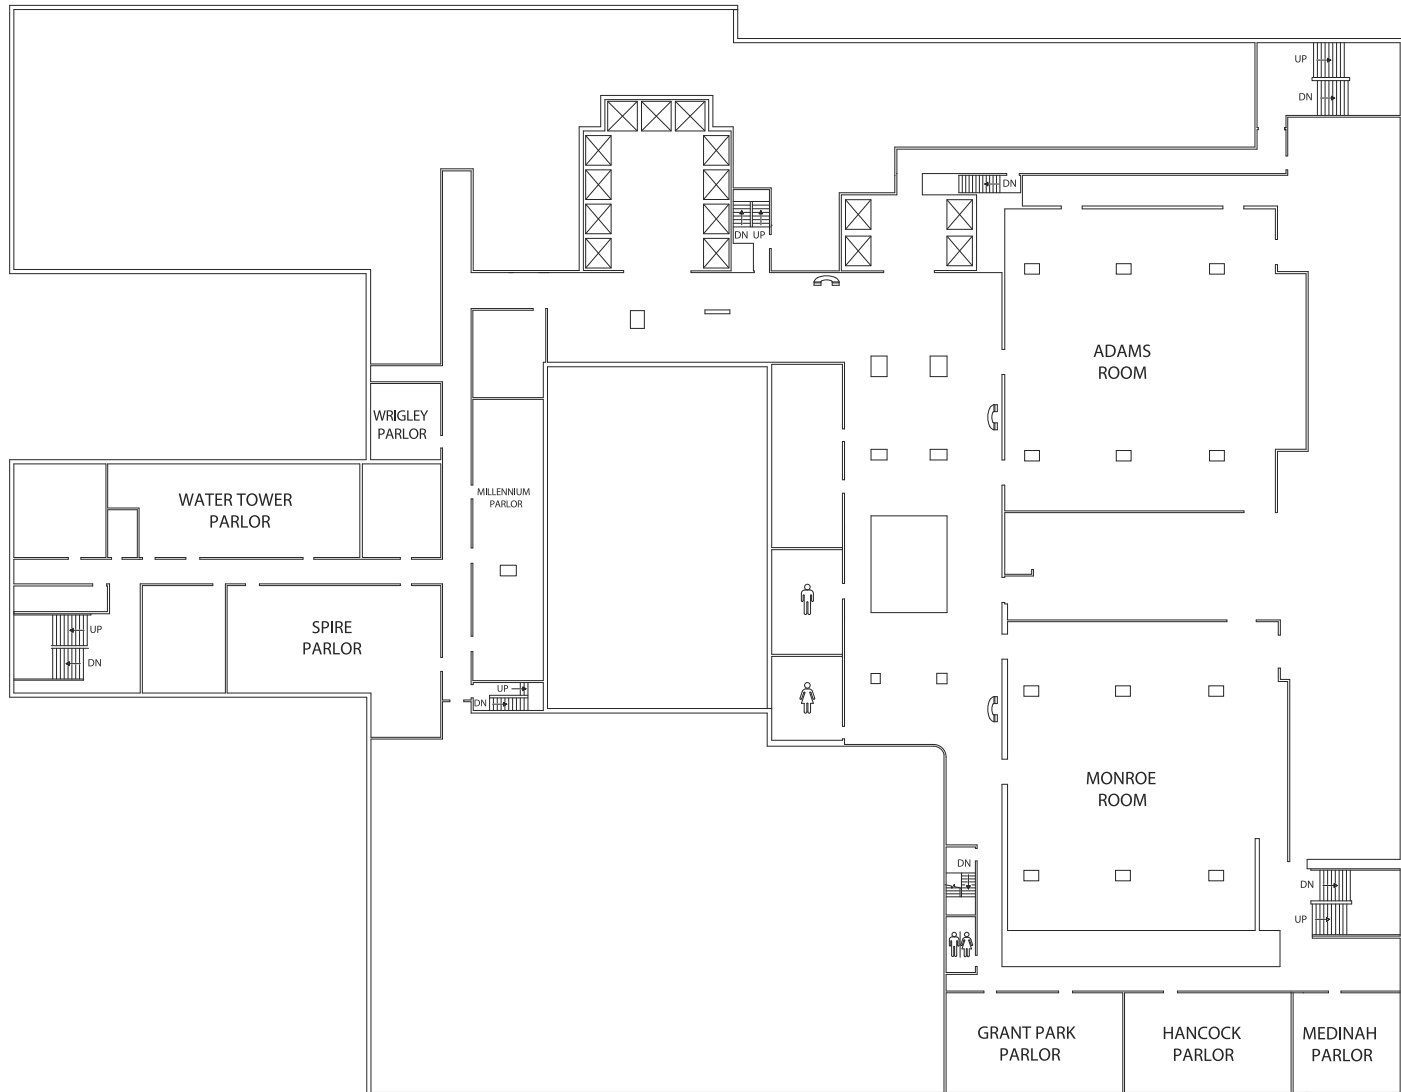 UP
DN
DN
DN UP
ADAMS
ROOM
WRIGLEY
PARLOR
WATER TOWER
PARLOR
MILLENNIUM
PARLOR
UP
DN
SPIRE
PARLOR
UP
DN
MONROE
ROOM
DN
DN
UP
GRANT PARK
PARLOR
HANCOCK
PARLOR
MEDINAH
PARLOR